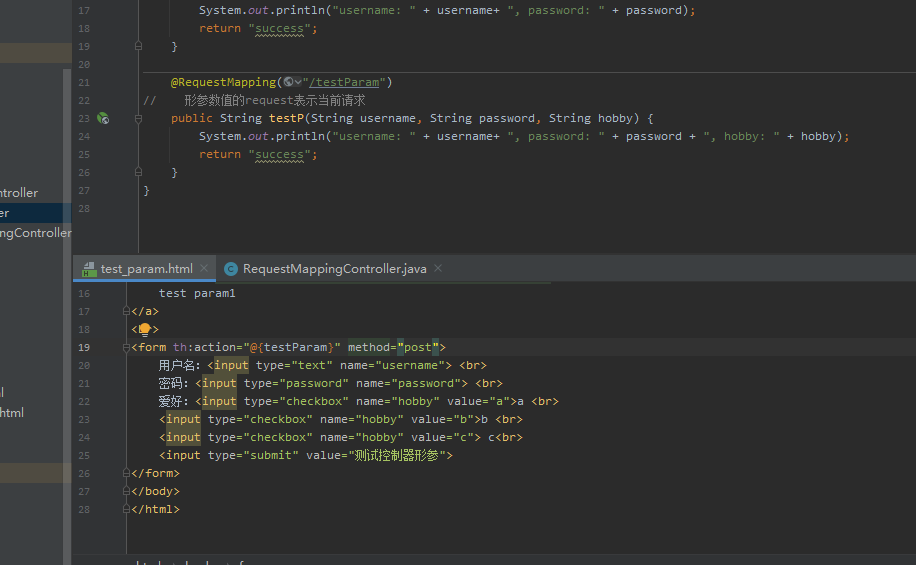 17 System.out.println("username: " + username+ ", password: " + password);
18 return "success";
19 }
20
21 @RequestMapping("/testParam")
22 // 形参数值的request表示当前请求
23 public String testP(String username, String password, String hobby) {
24 System.out.println("username: " + username+ ", password: " + password + ", hobby: " + hobby);
25 return "success";
26 }
27 }
28
ntroller
er
ngController
test_param.html
RequestMappingController.java
16 test param1
17 </a>
18 < >
19 <form th:action="@{testParam}" method="post">
20 用户名: <input type="text" name="username"> <br>
21 密码: <input type="password" name="password"> <br>
22 爱好: <input type="checkbox" name="hobby" value="a">a <br>
23 <input type="checkbox" name="hobby" value="b">b <br>
24 <input type="checkbox" name="hobby" value="c"> c<br>
25 <input type="submit" value="测试控制器形参">
26 </form>
27 </body>
28 </html>
l
html